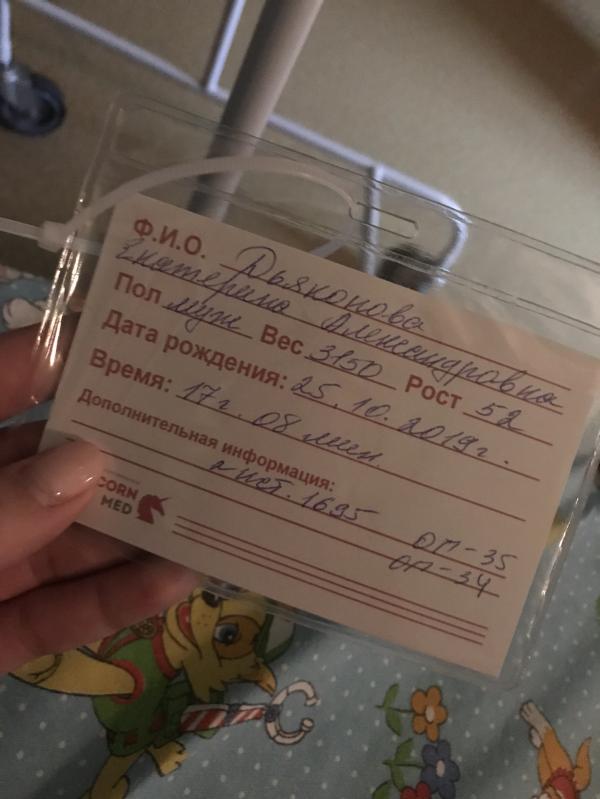 Ф.И.О. Дьяконова
Екатерина Александровна
Пол муж Вес 3150 Рост 52
Дата рождения: 25.10.2019г.
Время: 17 г. 08 мин.
Дополнительная информация:
ист. 1695
ОГ-35
ОР-34
CORN
MED